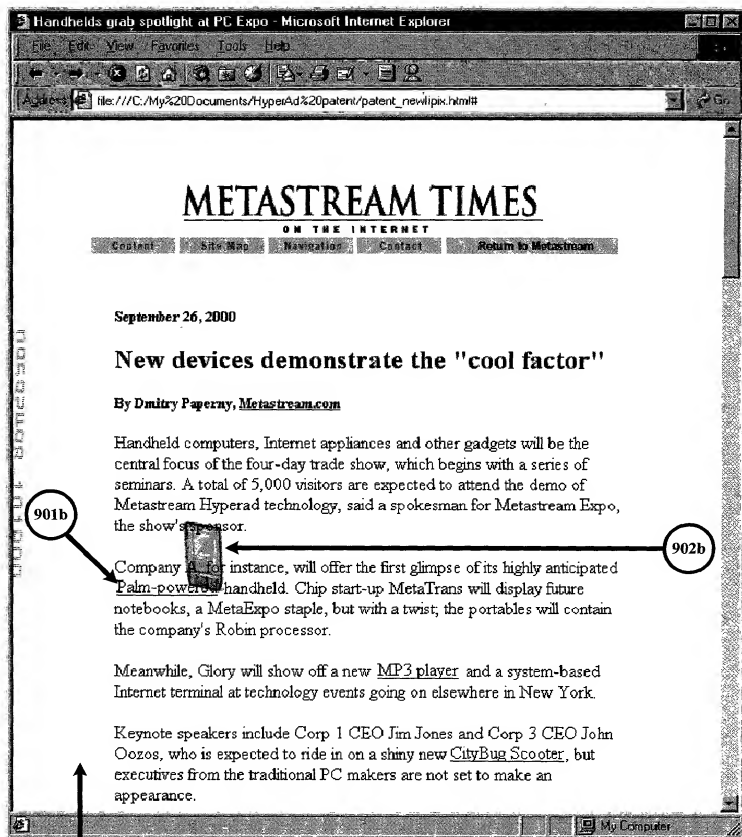 Handhelds grab spotlight at PC Expo - Microsoft Internet Explorer
File Edit View Favorites Tools Help
Address file:///C:/My%20Documents/HyperAd%20patent/patent_newlipix.html# Go
METASTREAM TIMES
ON THE INTERNET
Content Site Map Navigation Contact Return to Metastream
September 26, 2000
New devices demonstrate the "cool factor"
By Dmitry Paperny, Metastream.com
Handheld computers, Internet appliances and other gadgets will be the
central focus of the four-day trade show, which begins with a series of
seminars. A total of 5,000 visitors are expected to attend the demo of
Metastream Hyperad technology, said a spokesman for Metastream Expo,
the show's sponsor.
901b
902b
Company A, for instance, will offer the first glimpse of its highly anticipated
Palm-powered handheld. Chip start-up MetaTrans will display future
notebooks, a MetaExpo staple, but with a twist; the portables will contain
the company's Robin processor.
Meanwhile, Glory will show off a new MP3 player and a system-based
Internet terminal at technology events going on elsewhere in New York.
Keynote speakers include Corp 1 CEO Jim Jones and Corp 3 CEO John
Oozos, who is expected to ride in on a shiny new CityBug Scooter, but
executives from the traditional PC makers are not set to make an
appearance.
My Computer